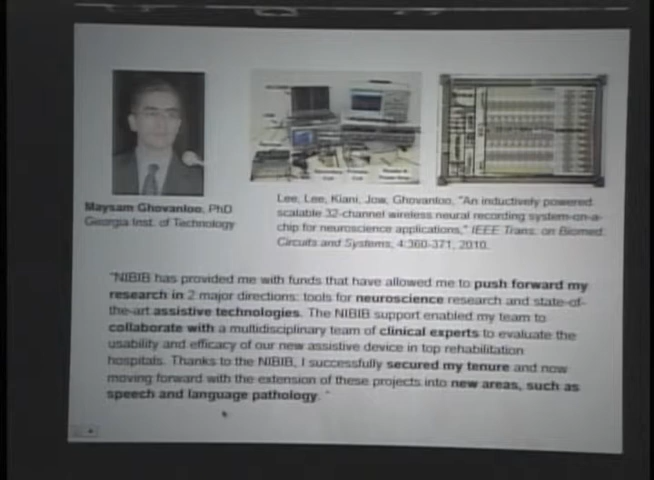 Maysam Ghovanloo, PhD
Georgia Inst. of Technology
Lee, Lee, Kiani, Jow, Ghovanloo, "An inductively powered
scalable 32-channel wireless neural recording system-on-a-
chip for neuroscience applications," IEEE Trans. on Biomed.
Circuits and Systems, 4:360-371, 2010.
"NIBIB has provided me with funds that have allowed me to push forward my
research in 2 major directions: tools for neuroscience research and state-of-
the-art assistive technologies. The NIBIB support enabled my team to
collaborate with a multidisciplinary team of clinical experts to evaluate the
usability and efficacy of our new assistive device in top rehabilitation
hospitals. Thanks to the NIBIB, I successfully secured my tenure and now
moving forward with the extension of these projects into new areas, such as
speech and language pathology. "